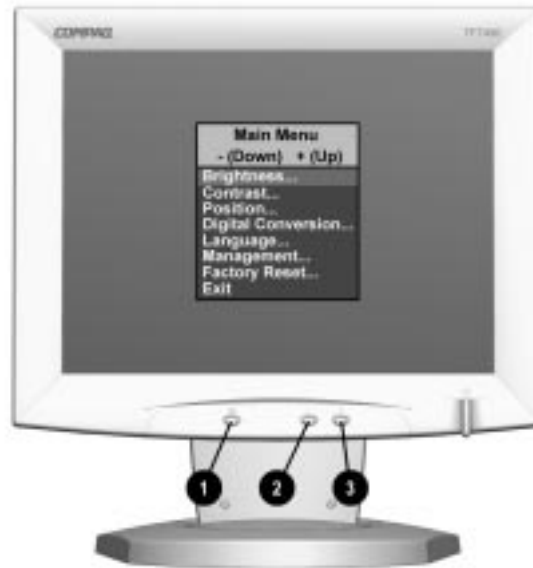 COMPAQ
Main Menu
- (Down) + (Up)
Brightness...
Contrast...
Position...
Digital Conversion...
Language...
Management...
Factory Reset...
Exit
1 2 3